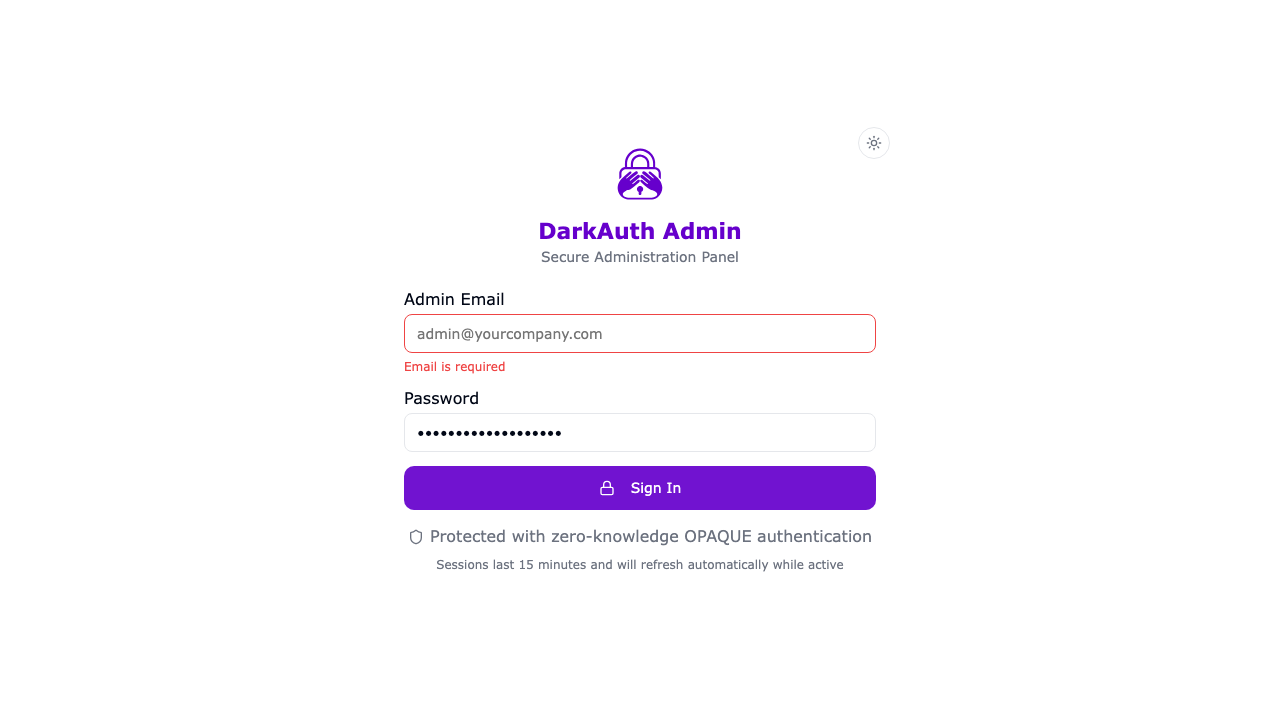 DarkAuth Admin
Secure Administration Panel
Admin Email
admin@yourcompany.com
Email is required
Password
•••••••••••••••••••
Sign In
Protected with zero-knowledge OPAQUE authentication
Sessions last 15 minutes and will refresh automatically while active